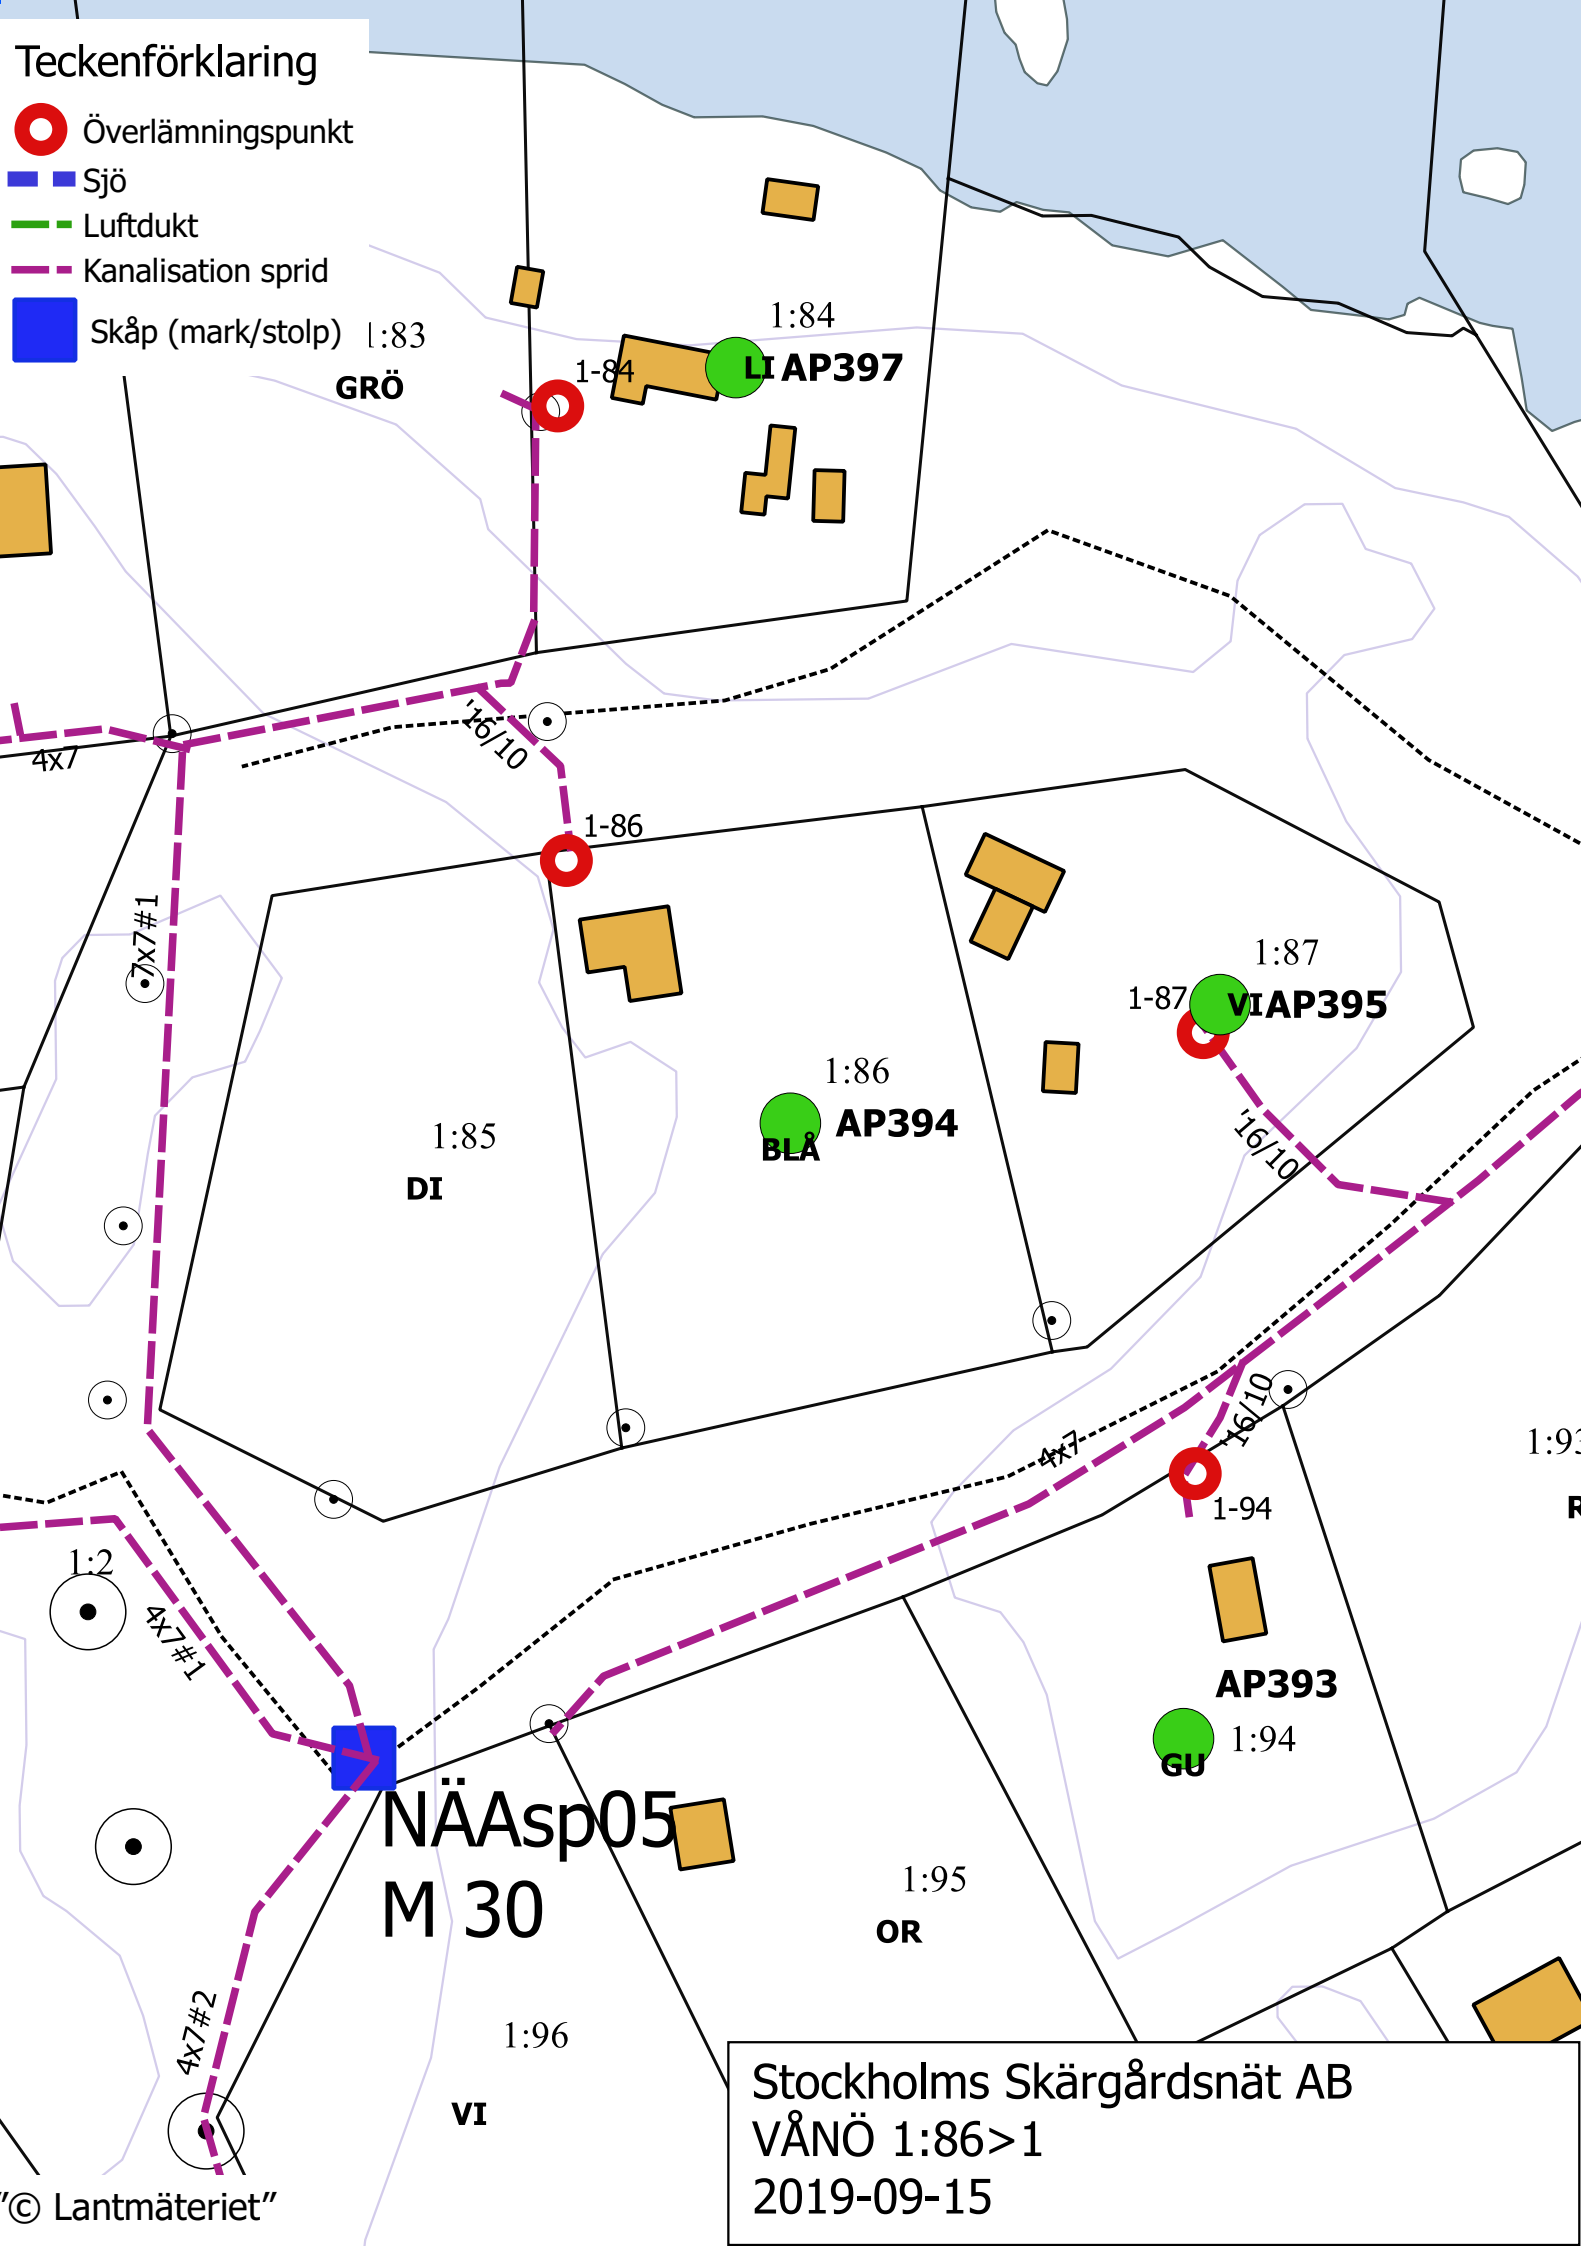 Teckenförklaring
Överlämningspunkt
Sjö
Luftdukt
Kanalisation sprid
Skåp (mark/stolp)
1:83
GRÖ
1:84
1-84
LI AP397
'16/10
4x7
1-86
7x7#1
1:87
1-87
VI AP395
1:86
AP394
BLÅ
1:85
DI
'16/10
'16/10
4x7
1:93
1-94
R
1:2
4x7#1
AP393
1:94
GU
NÄAsp05
M 30
1:95
OR
4x7#2
1:96
VI
Stockholms Skärgårdsnät AB
VÅNÖ 1:86>1
2019-09-15
"© Lantmäteriet"